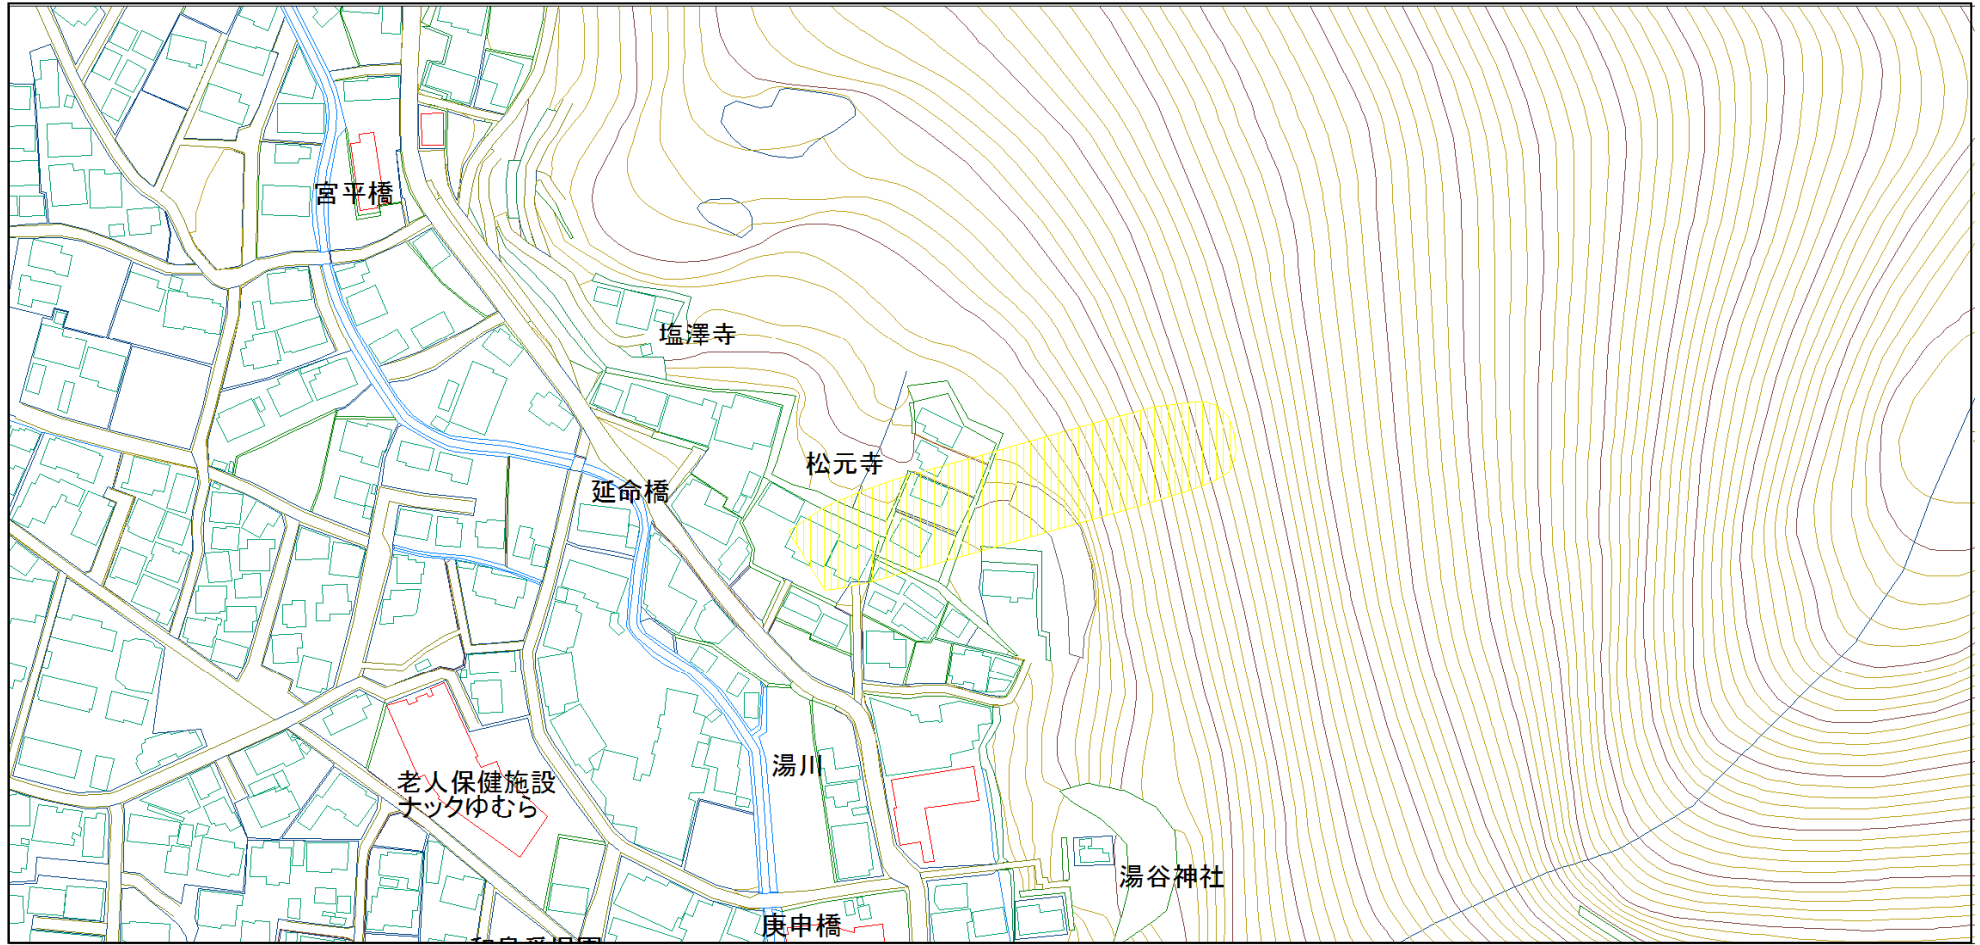 宮平橋
塩澤寺
松元寺
延命橋
湯川
老人保健施設
ナックゆむら
湯谷神社
庚申橋